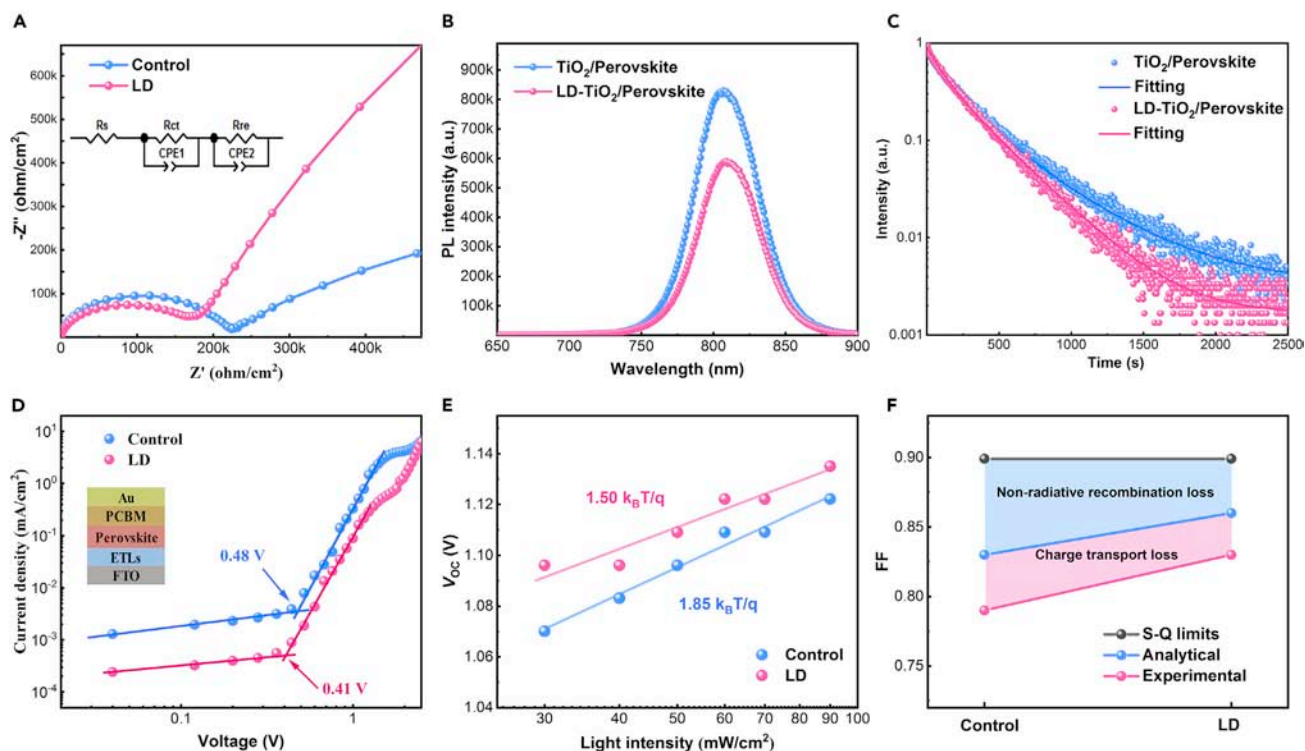 A
Control
LD
Rs
Rct
Rre
CPE1
CPE2
-Z'' (ohm/cm²)
600k
500k
400k
300k
200k
100k
0
100k
200k
300k
400k
Z' (ohm/cm²)
B
TiO₂/Perovskite
LD-TiO₂/Perovskite
PL intensity (a.u.)
900k
800k
700k
600k
500k
400k
300k
200k
100k
650
700
750
800
850
900
Wavelength (nm)
C
TiO₂/Perovskite
Fitting
LD-TiO₂/Perovskite
Fitting
Intensity (a.u.)
1
0.1
0.01
0.001
500
1000
1500
2000
2500
Time (s)
D
Control
LD
Au
PCBM
Perovskite
ETLs
FTO
0.48 V
0.41 V
Current density (mA/cm²)
10¹
10⁰
10⁻¹
10⁻²
10⁻³
10⁻⁴
0.1
1
Voltage (V)
E
1.50 k_BT/q
1.85 k_BT/q
Control
LD
V_OC (V)
1.14
1.12
1.10
1.08
1.06
1.04
30
40
50
60
70
80
90
100
Light intensity (mW/cm²)
F
Non-radiative recombination loss
Charge transport loss
S-Q limits
Analytical
Experimental
FF
0.90
0.85
0.80
0.75
Control
LD